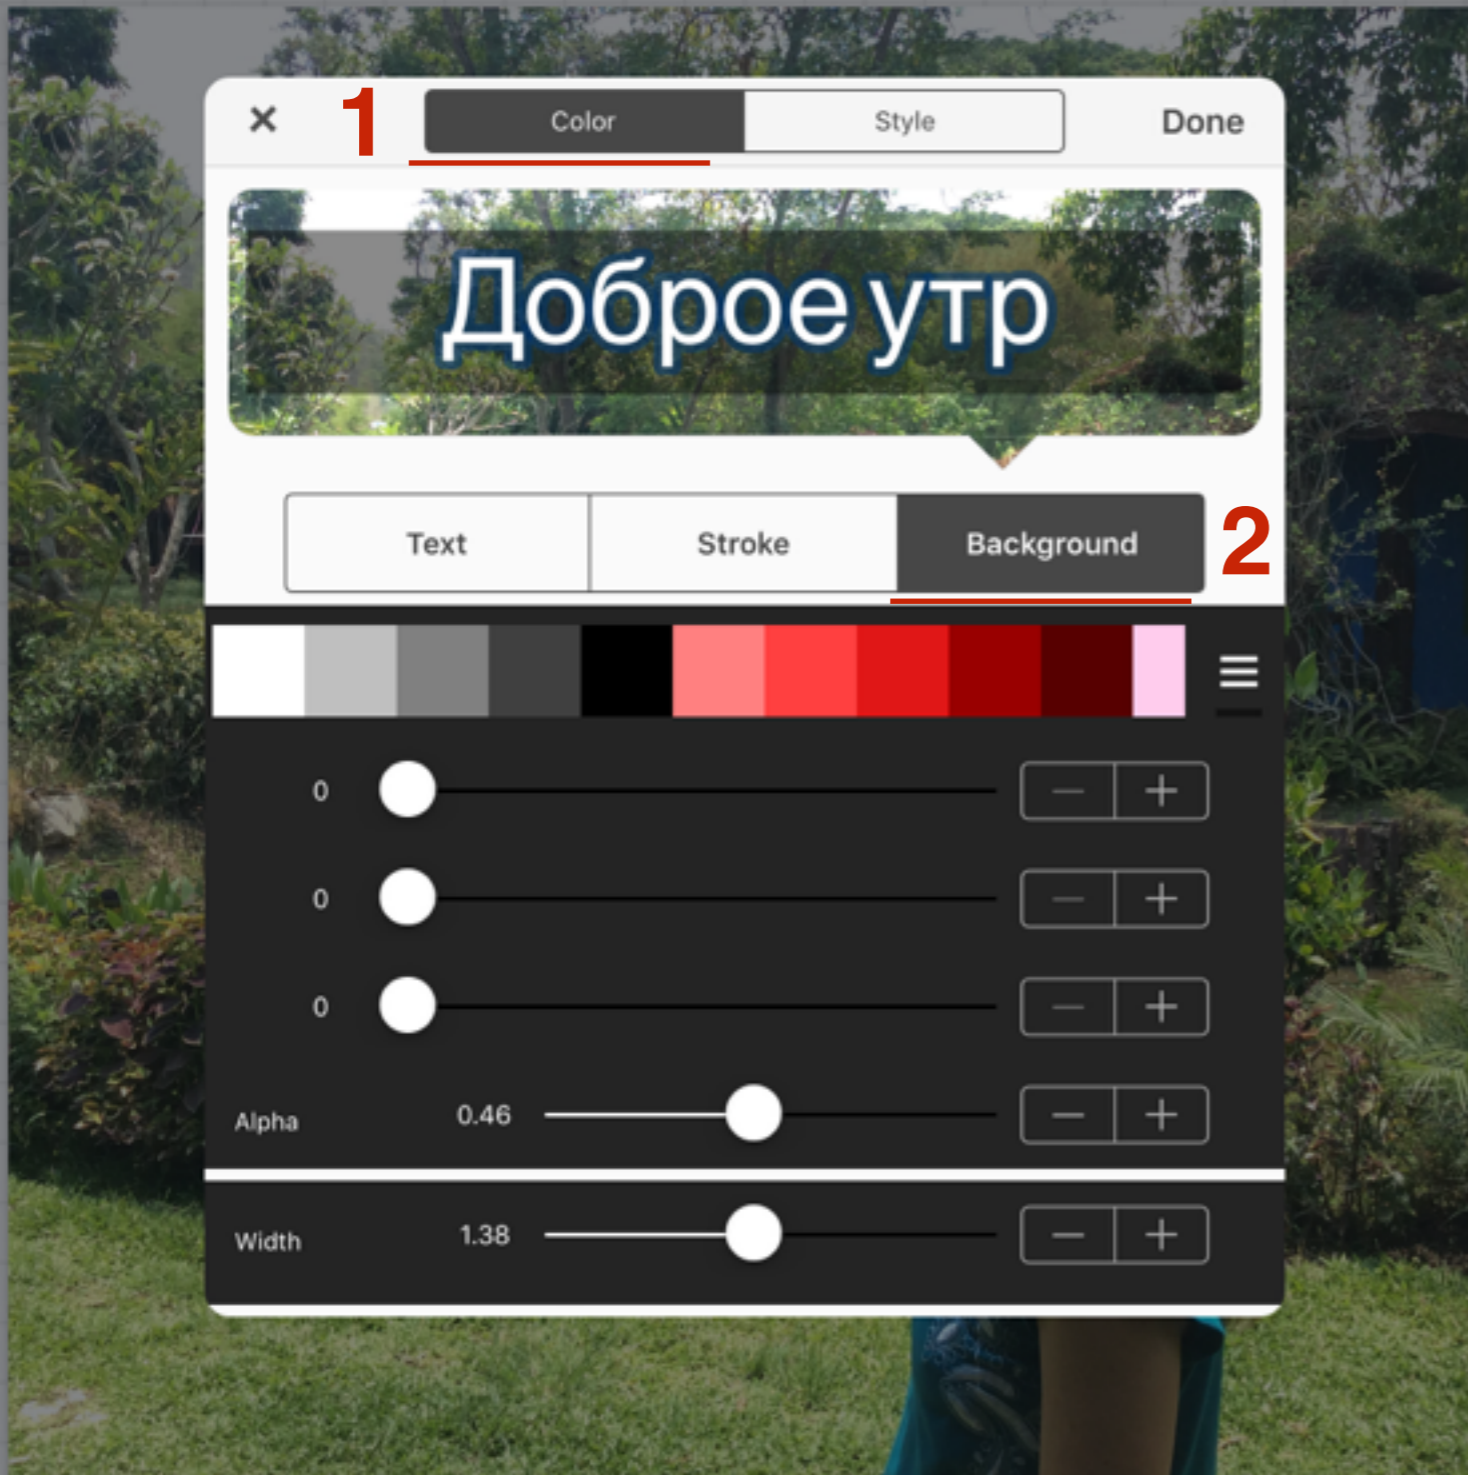 ✕ 1 Color Style Done
Доброе утр
Text Stroke Background 2
0
0
0
Alpha 0.46
Width 1.38